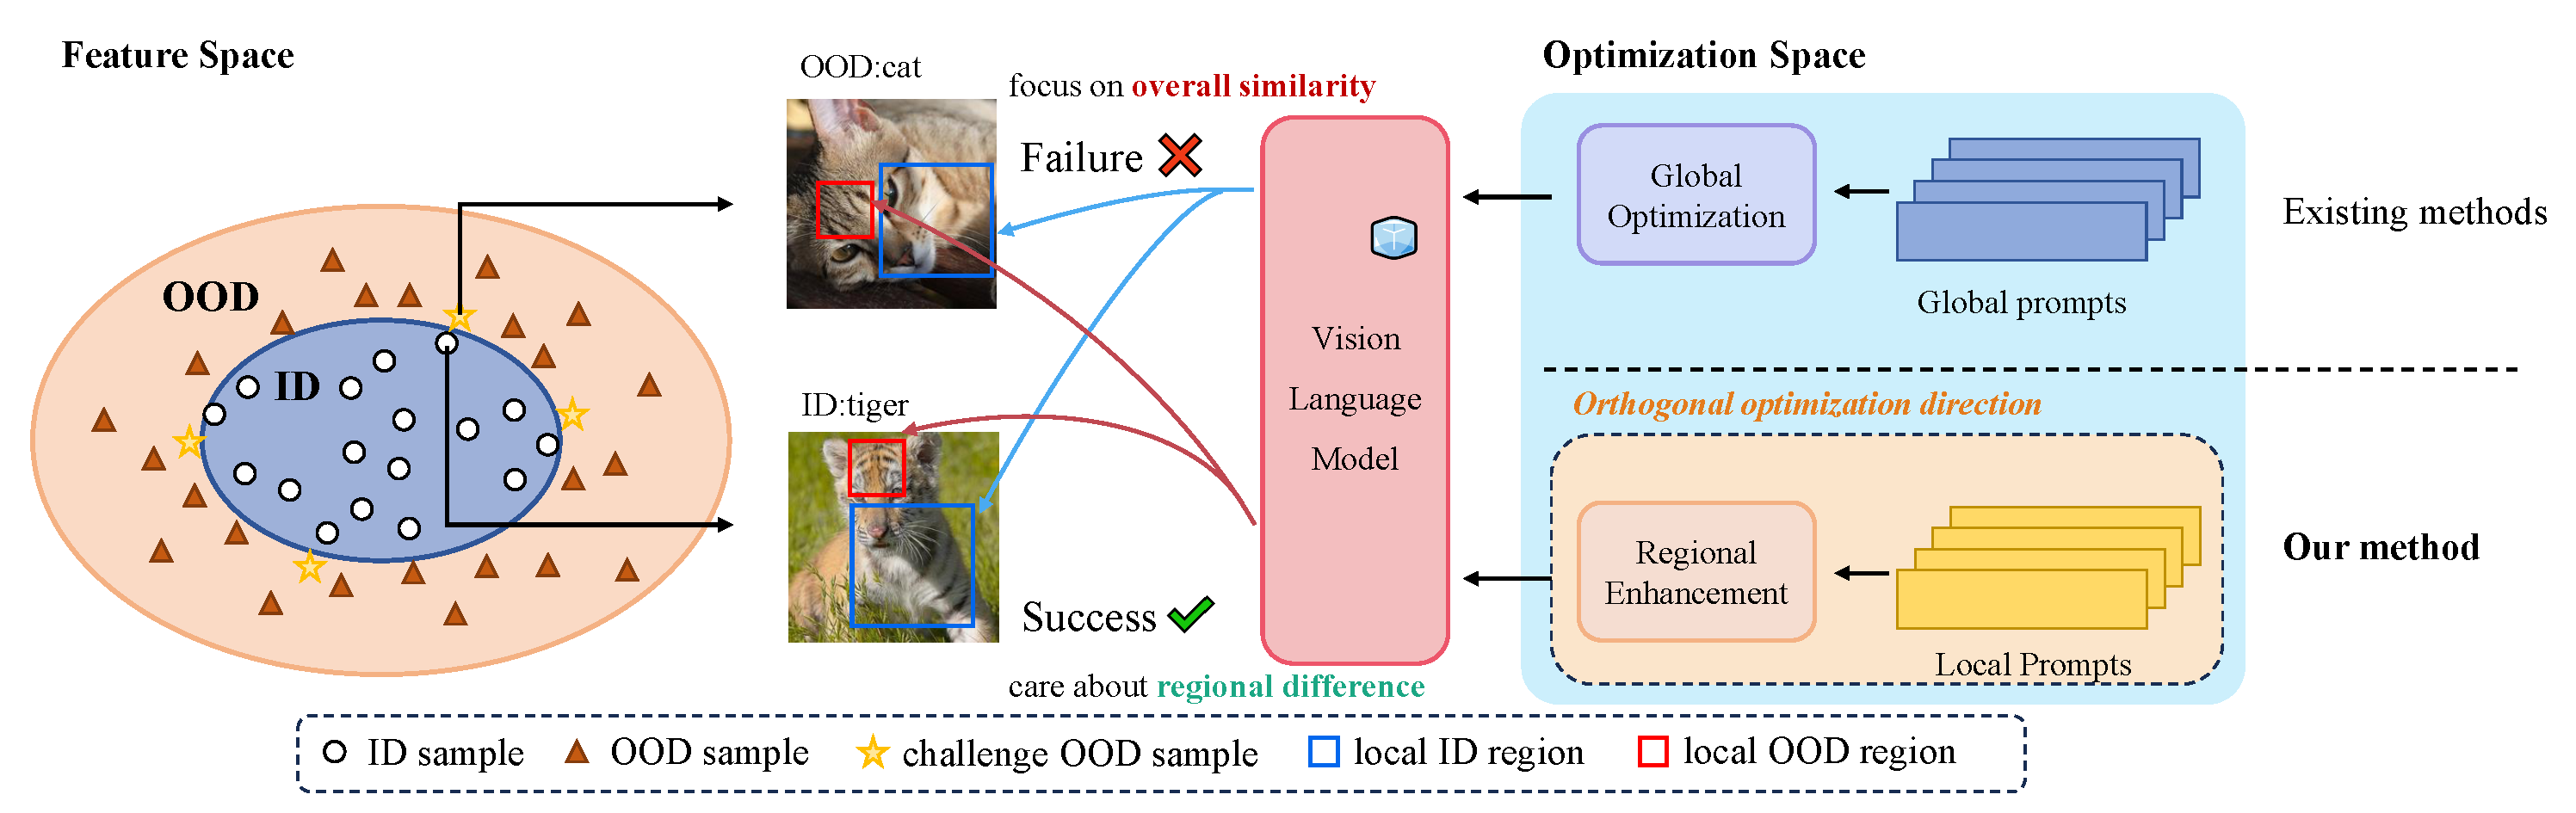 Feature Space
OOD
ID
OOD:cat
focus on overall similarity
Failure
ID:tiger
Success
care about regional difference
Vision
Language
Model
Optimization Space
Global
Optimization
Global prompts
Existing methods
Orthogonal optimization direction
Regional
Enhancement
Local Prompts
Our method
ID sample
OOD sample
challenge OOD sample
local ID region
local OOD region